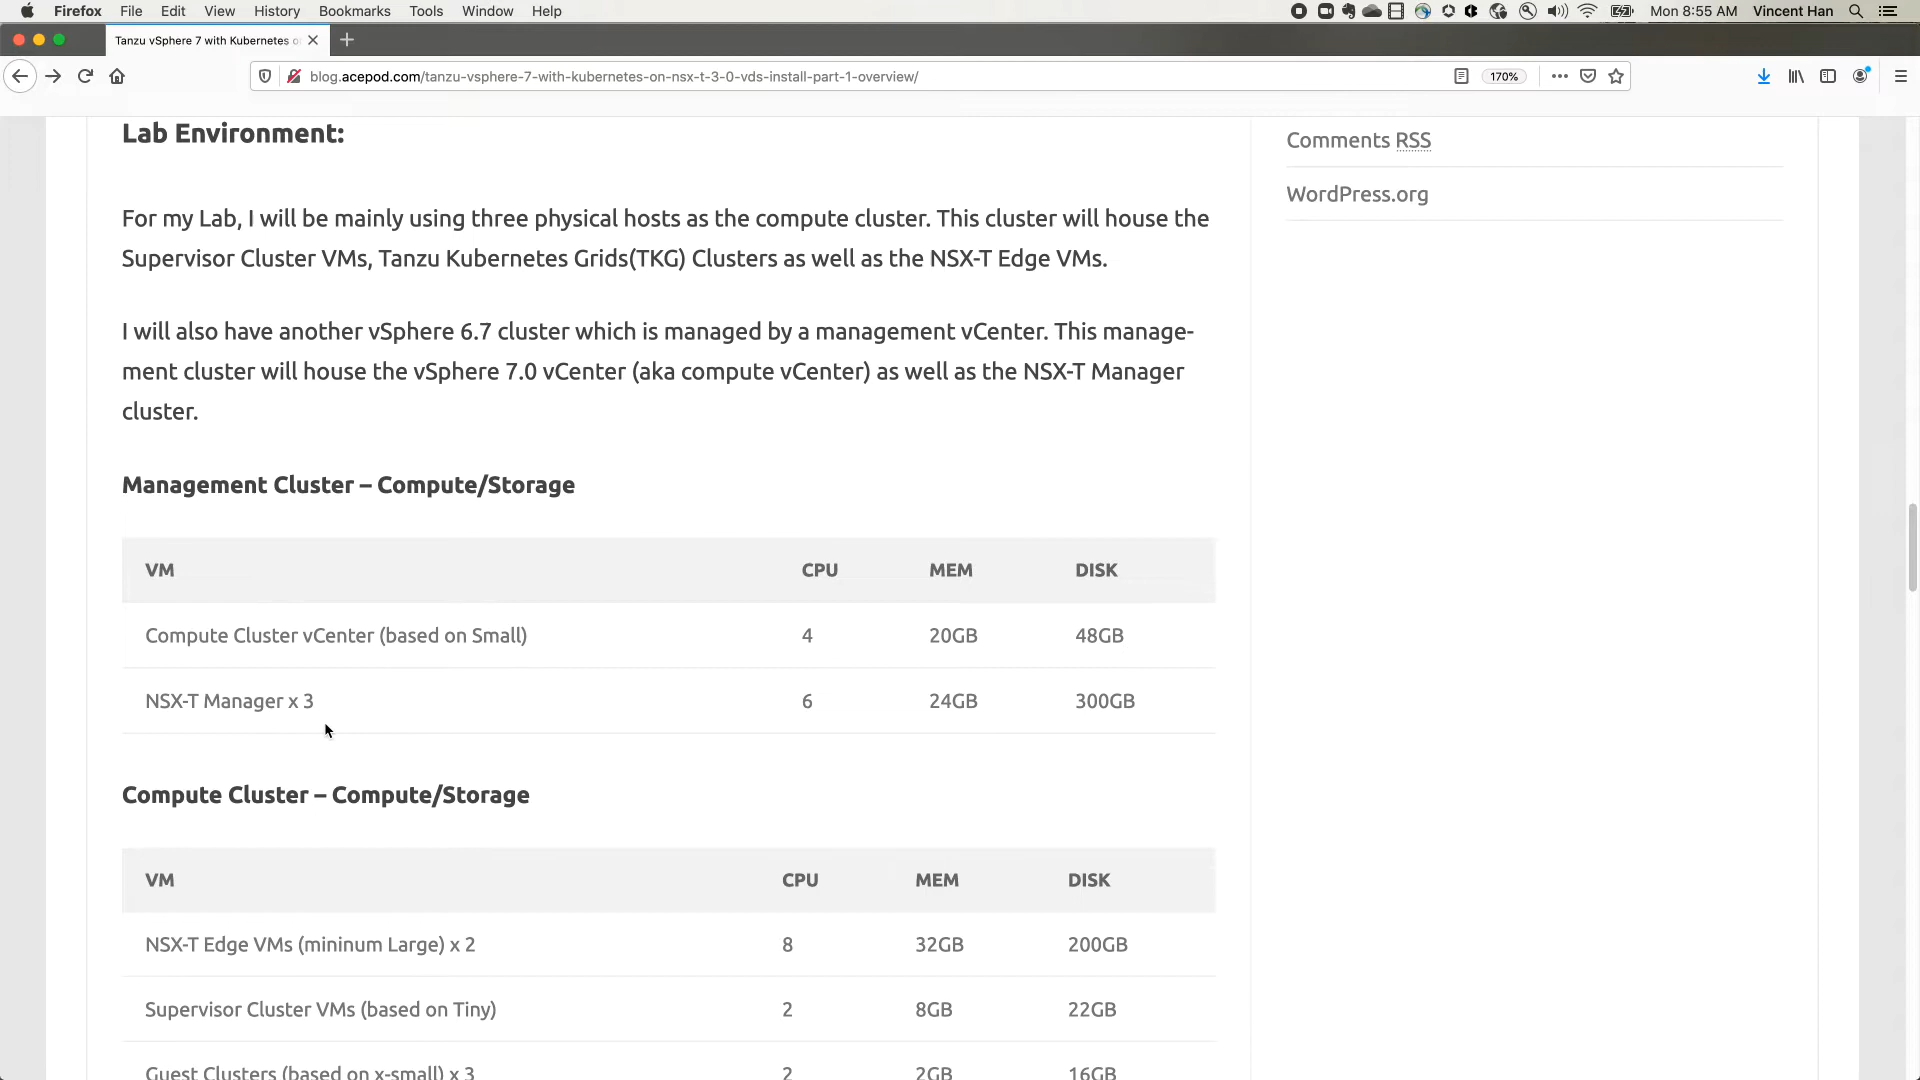 Firefox File Edit View History Bookmarks Tools Window Help Mon 8:55 AM Vincent Han
Tanzu vSphere 7 with Kubernetes o
blog.acepod.com/tanzu-vsphere-7-with-kubernetes-on-nsx-t-3-0-vds-install-part-1-overview/ 170%
Lab Environment:
For my Lab, I will be mainly using three physical hosts as the compute cluster. This cluster will house the
Supervisor Cluster VMs, Tanzu Kubernetes Grids(TKG) Clusters as well as the NSX-T Edge VMs.
I will also have another vSphere 6.7 cluster which is managed by a management vCenter. This manage-
ment cluster will house the vSphere 7.0 vCenter (aka compute vCenter) as well as the NSX-T Manager
cluster.
Management Cluster – Compute/Storage
VM CPU MEM DISK
Compute Cluster vCenter (based on Small) 4 20GB 48GB
NSX-T Manager x 3 6 24GB 300GB
Compute Cluster – Compute/Storage
VM CPU MEM DISK
NSX-T Edge VMs (mininum Large) x 2 8 32GB 200GB
Supervisor Cluster VMs (based on Tiny) 2 8GB 22GB
Guest Clusters (based on x-small) x 3 2 2GB 16GB
Comments RSS
WordPress.org